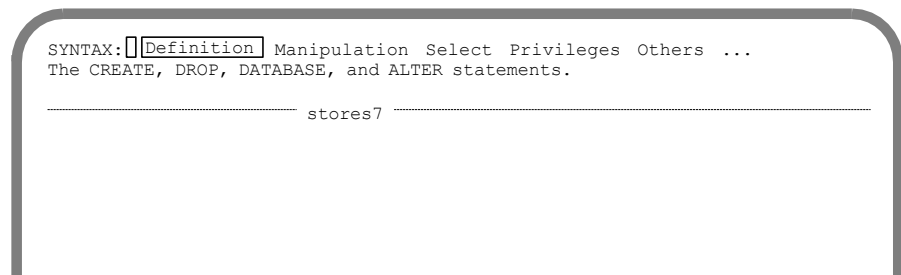 SYNTAX: Definition Manipulation Select Privileges Others ...
The CREATE, DROP, DATABASE, and ALTER statements.
stores7